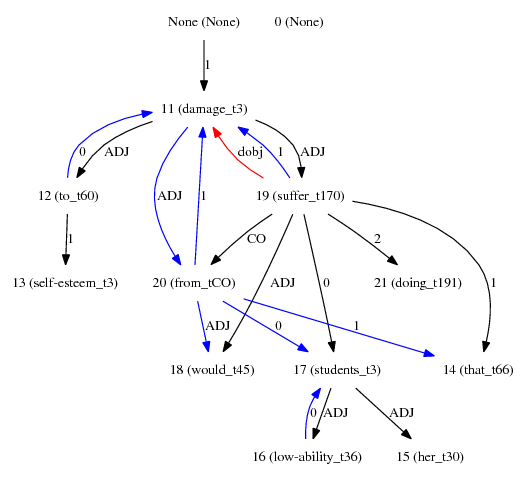 None (None) 0 (None)
1
11 (damage_t3)
0 ADJ ADJ 1 dobj 1 ADJ
12 (to_t60) 19 (suffer_t170)
1 CO ADJ 0 2 1
13 (self-esteem_t3) 20 (from_tCO) 21 (doing_t191)
ADJ 0 1
18 (would_t45) 17 (students_t3) 14 (that_t66)
0 ADJ ADJ
16 (low-ability_t36) 15 (her_t30)